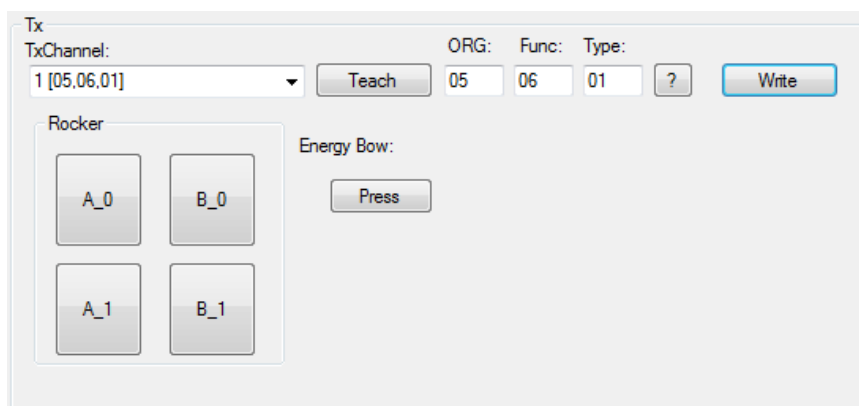 Tx
TxChannel: ORG: Func: Type:
1 [05,06,01] Teach 05 06 01 ? Write
Rocker
Energy Bow:
A_0 B_0 Press
A_1 B_1